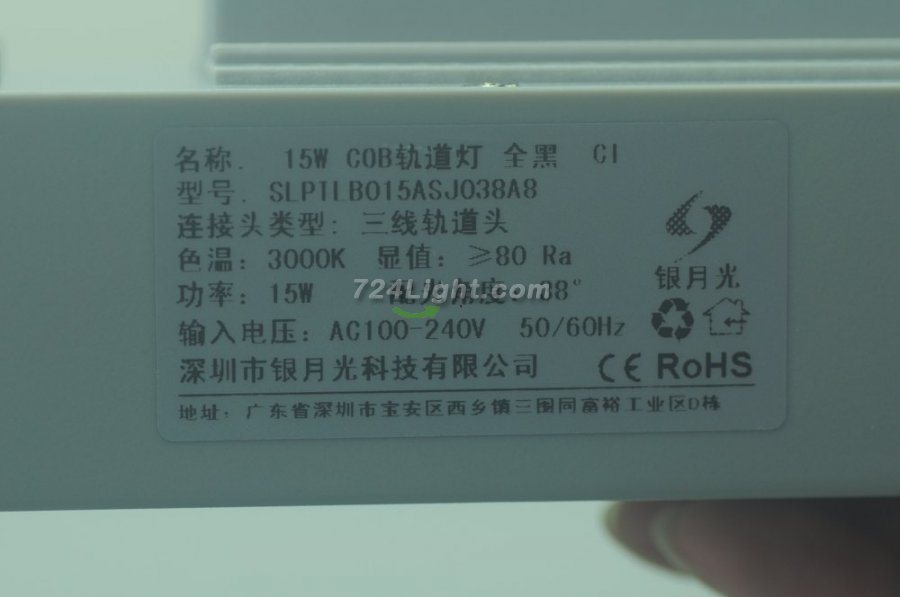 名称. 15W COB轨道灯 全黑 CI
型号. SLPTLB015ASJ038A8
连接头类型: 三线轨道头
色温: 3000K 显值: ≥80 Ra
银月光
功率: 15W 度: 38°
724Light.com
输入电压: AC100-240V 50/60Hz
深圳市银月光科技有限公司 CE RoHS
地址: 广东省深圳市宝安区西乡镇三围同富裕工业区D栋